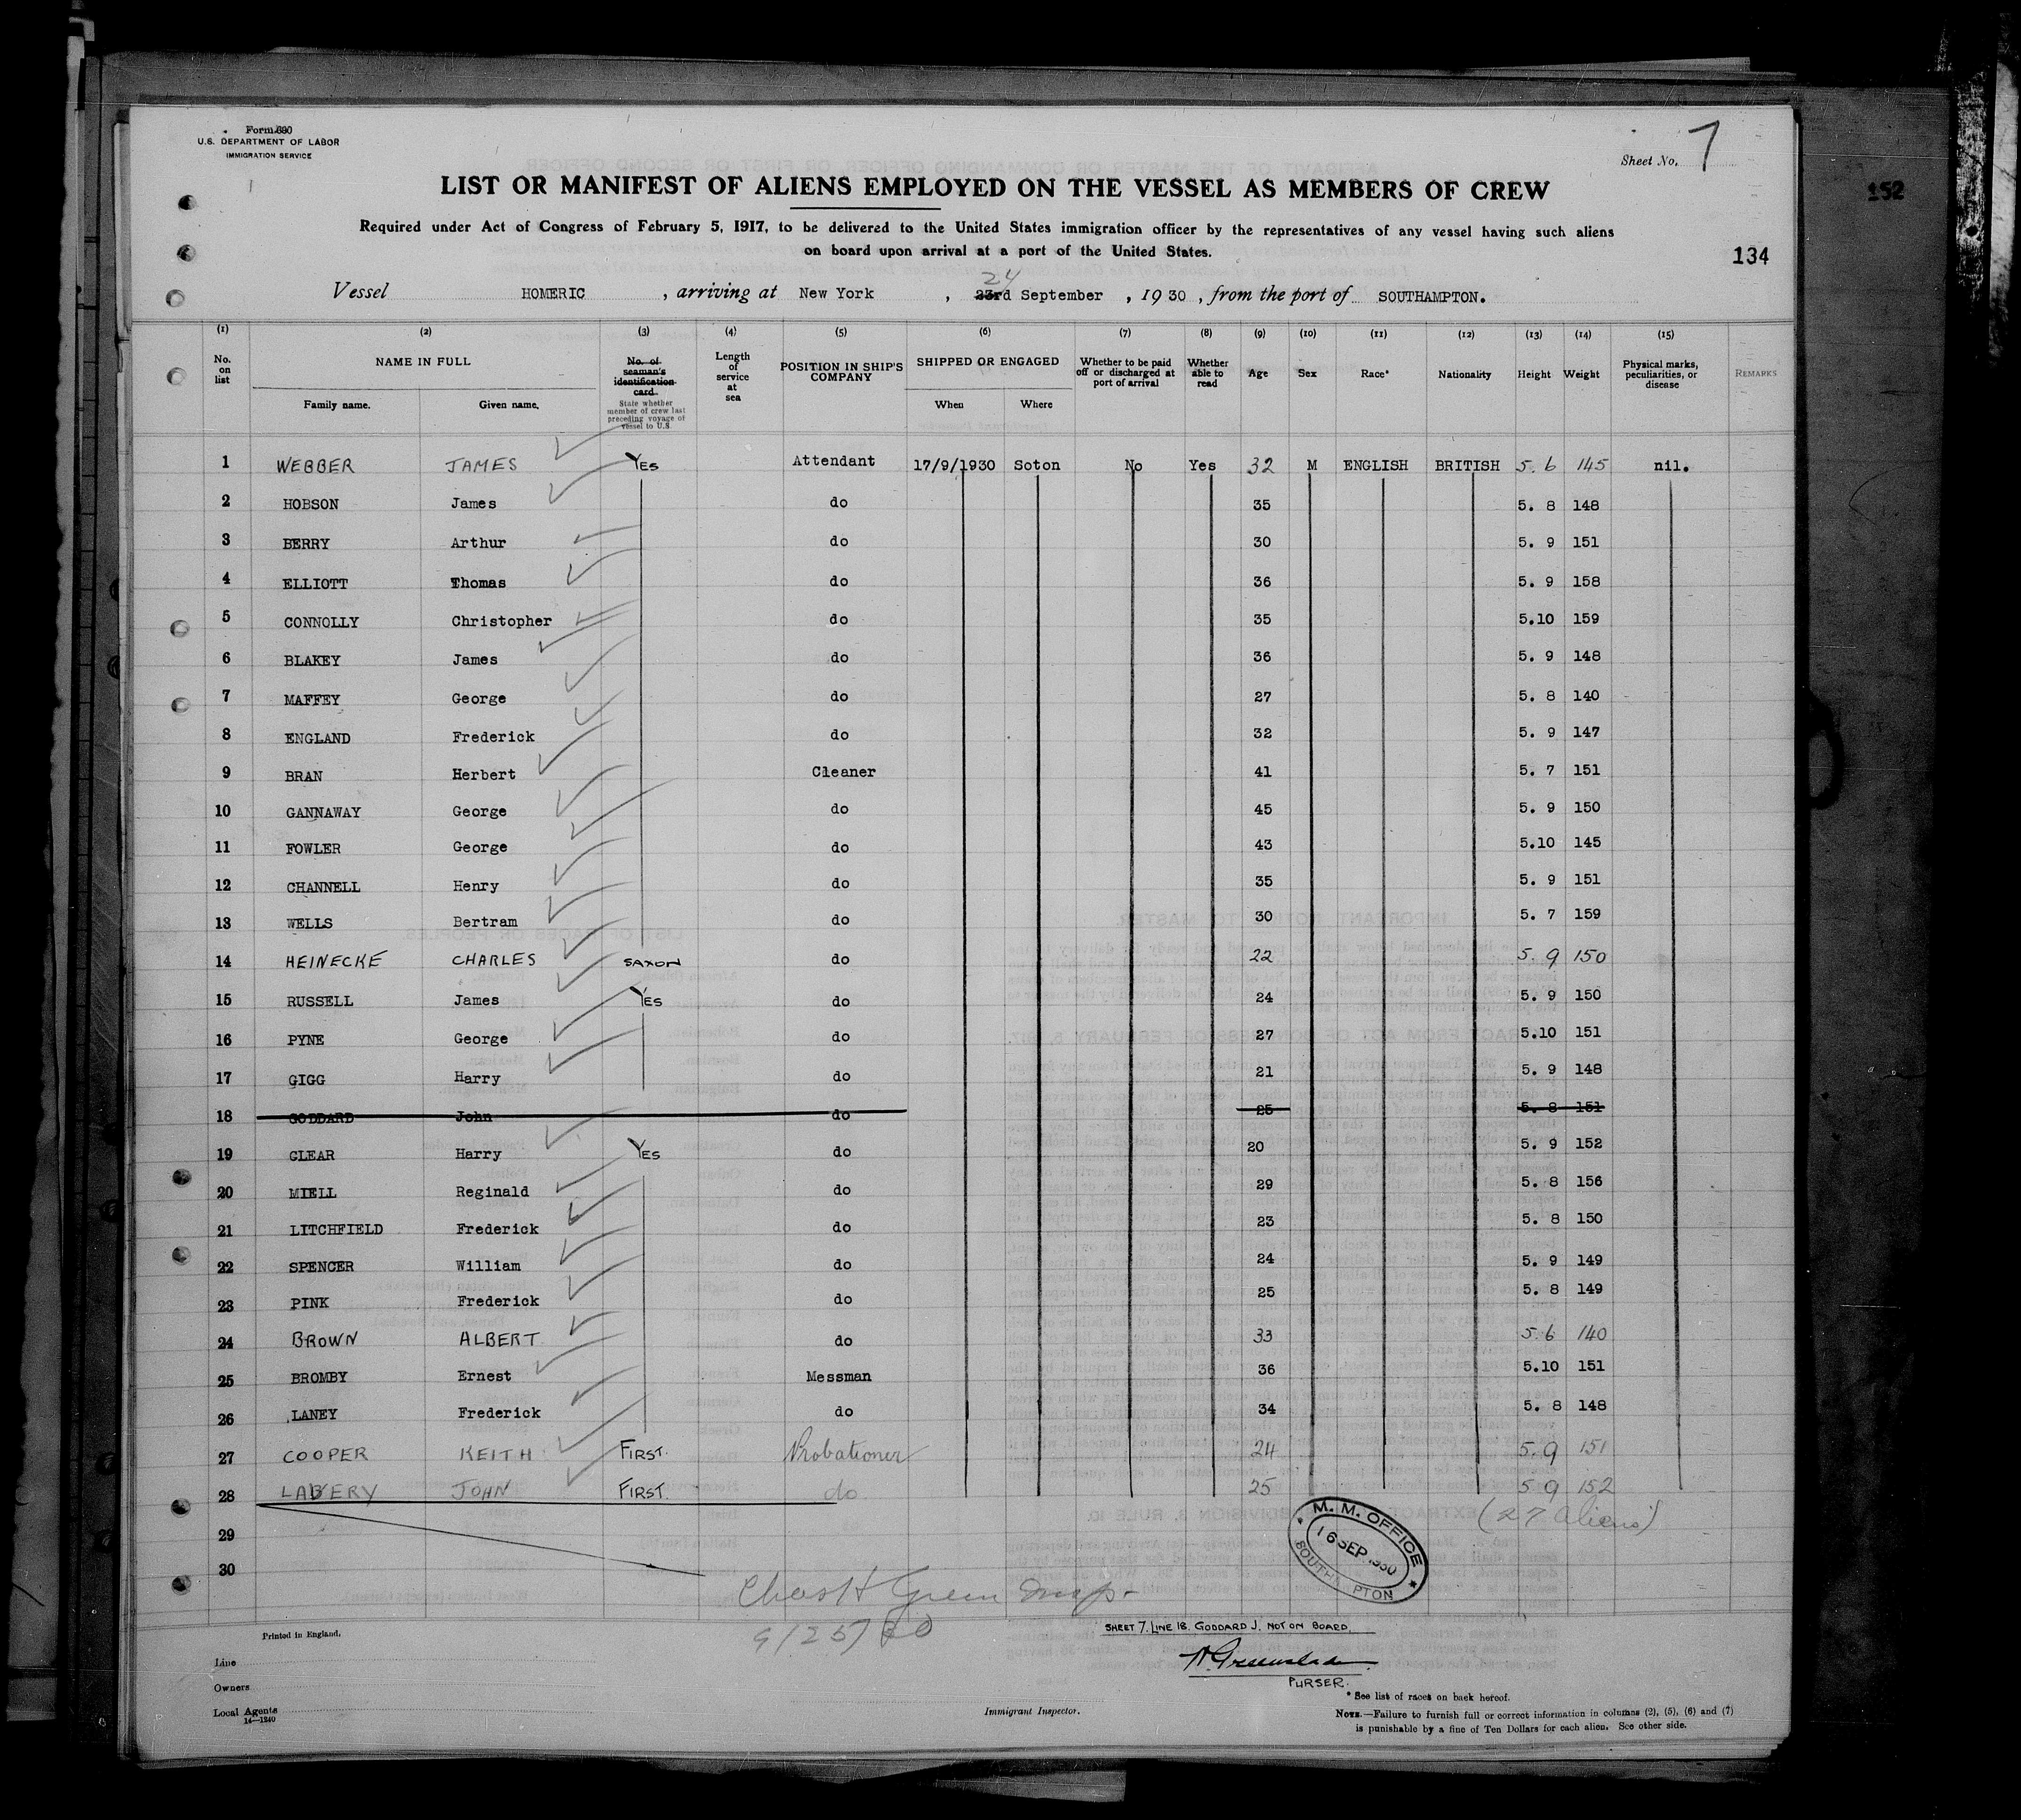 Form 680
U.S. DEPARTMENT OF LABOR
IMMIGRATION SERVICE
Sheet No. 7
LIST OR MANIFEST OF ALIENS EMPLOYED ON THE VESSEL AS MEMBERS OF CREW
152
Required under Act of Congress of February 5, 1917, to be delivered to the United States immigration officer by the representatives of any vessel having such aliens
on board upon arrival at a port of the United States.
134
24
Vessel HOMERIC , arriving at New York , 23rd September , 1930 , from the port of SOUTHAMPTON.
(1) (2) (3) (4) (5) (6) (7) (8) (9) (10) (11) (12) (13) (14) (15)
No. on list NAME IN FULL Family name. Given name. No. of seaman's identification card. State whether member of crew last preceding voyage of vessel to U.S. Length of service at sea POSITION IN SHIP'S COMPANY SHIPPED OR ENGAGED When Where Whether to be paid off or discharged at port of arrival Whether able to read Age Sex Race* Nationality Height Weight Physical marks, peculiarities, or disease REMARKS
1 WEBBER JAMES YES Attendant 17/9/1930 Soton No Yes 32 M ENGLISH BRITISH 5. 6 145 nil.
2 HOBSON James do 35 5. 8 148
3 BERRY Arthur do 30 5. 9 151
4 ELLIOTT Thomas do 36 5. 9 158
5 CONNOLLY Christopher do 35 5.10 159
6 BLAKEY James do 36 5. 9 148
7 MAFFEY George do 27 5. 8 140
8 ENGLAND Frederick do 32 5. 9 147
9 BRAN Herbert Cleaner 41 5. 7 151
10 GANNAWAY George do 45 5. 9 150
11 FOWLER George do 43 5.10 145
12 CHANNELL Henry do 35 5. 9 151
13 WELLS Bertram do 30 5. 7 159
14 HEINECKE CHARLES SAXON do 22 5. 9 150
15 RUSSELL James YES do 24 5. 9 150
16 PYNE George do 27 5.10 151
17 GIGG Harry do 21 5. 9 148
18 GODDARD John do 25 5. 8 151
19 CLEAR Harry YES do 20 5. 9 152
20 MIELL Reginald do 29 5. 8 156
21 LITCHFIELD Frederick do 23 5. 8 150
22 SPENCER William do 24 5. 9 149
23 PINK Frederick do 25 5. 8 149
24 BROWN ALBERT do 33 5.6 140
25 BROMBY Ernest Messman 36 5.10 151
26 LANEY Frederick do 34 5. 8 148
27 COOPER KEITH FIRST. Probationer 24 5.9 151
28 LAVERY JOHN FIRST. do 25 5 9 152
(27 aliens)
29
30
M. M. OFFICE
16 SEP 1930
SOUTHAMPTON
Chas H Green Insp.
9/25/30
Printed in England.
SHEET 7. LINE 18. GODDARD J. NOT ON BOARD.
Line
Owners
PURSER.
Local Agents
14—1240
Immigrant Inspector.
* See list of races on back hereof.
NOTE.—Failure to furnish full or correct information in columns (2), (5), (6) and (7)
is punishable by a fine of Ten Dollars for each alien. See other side.